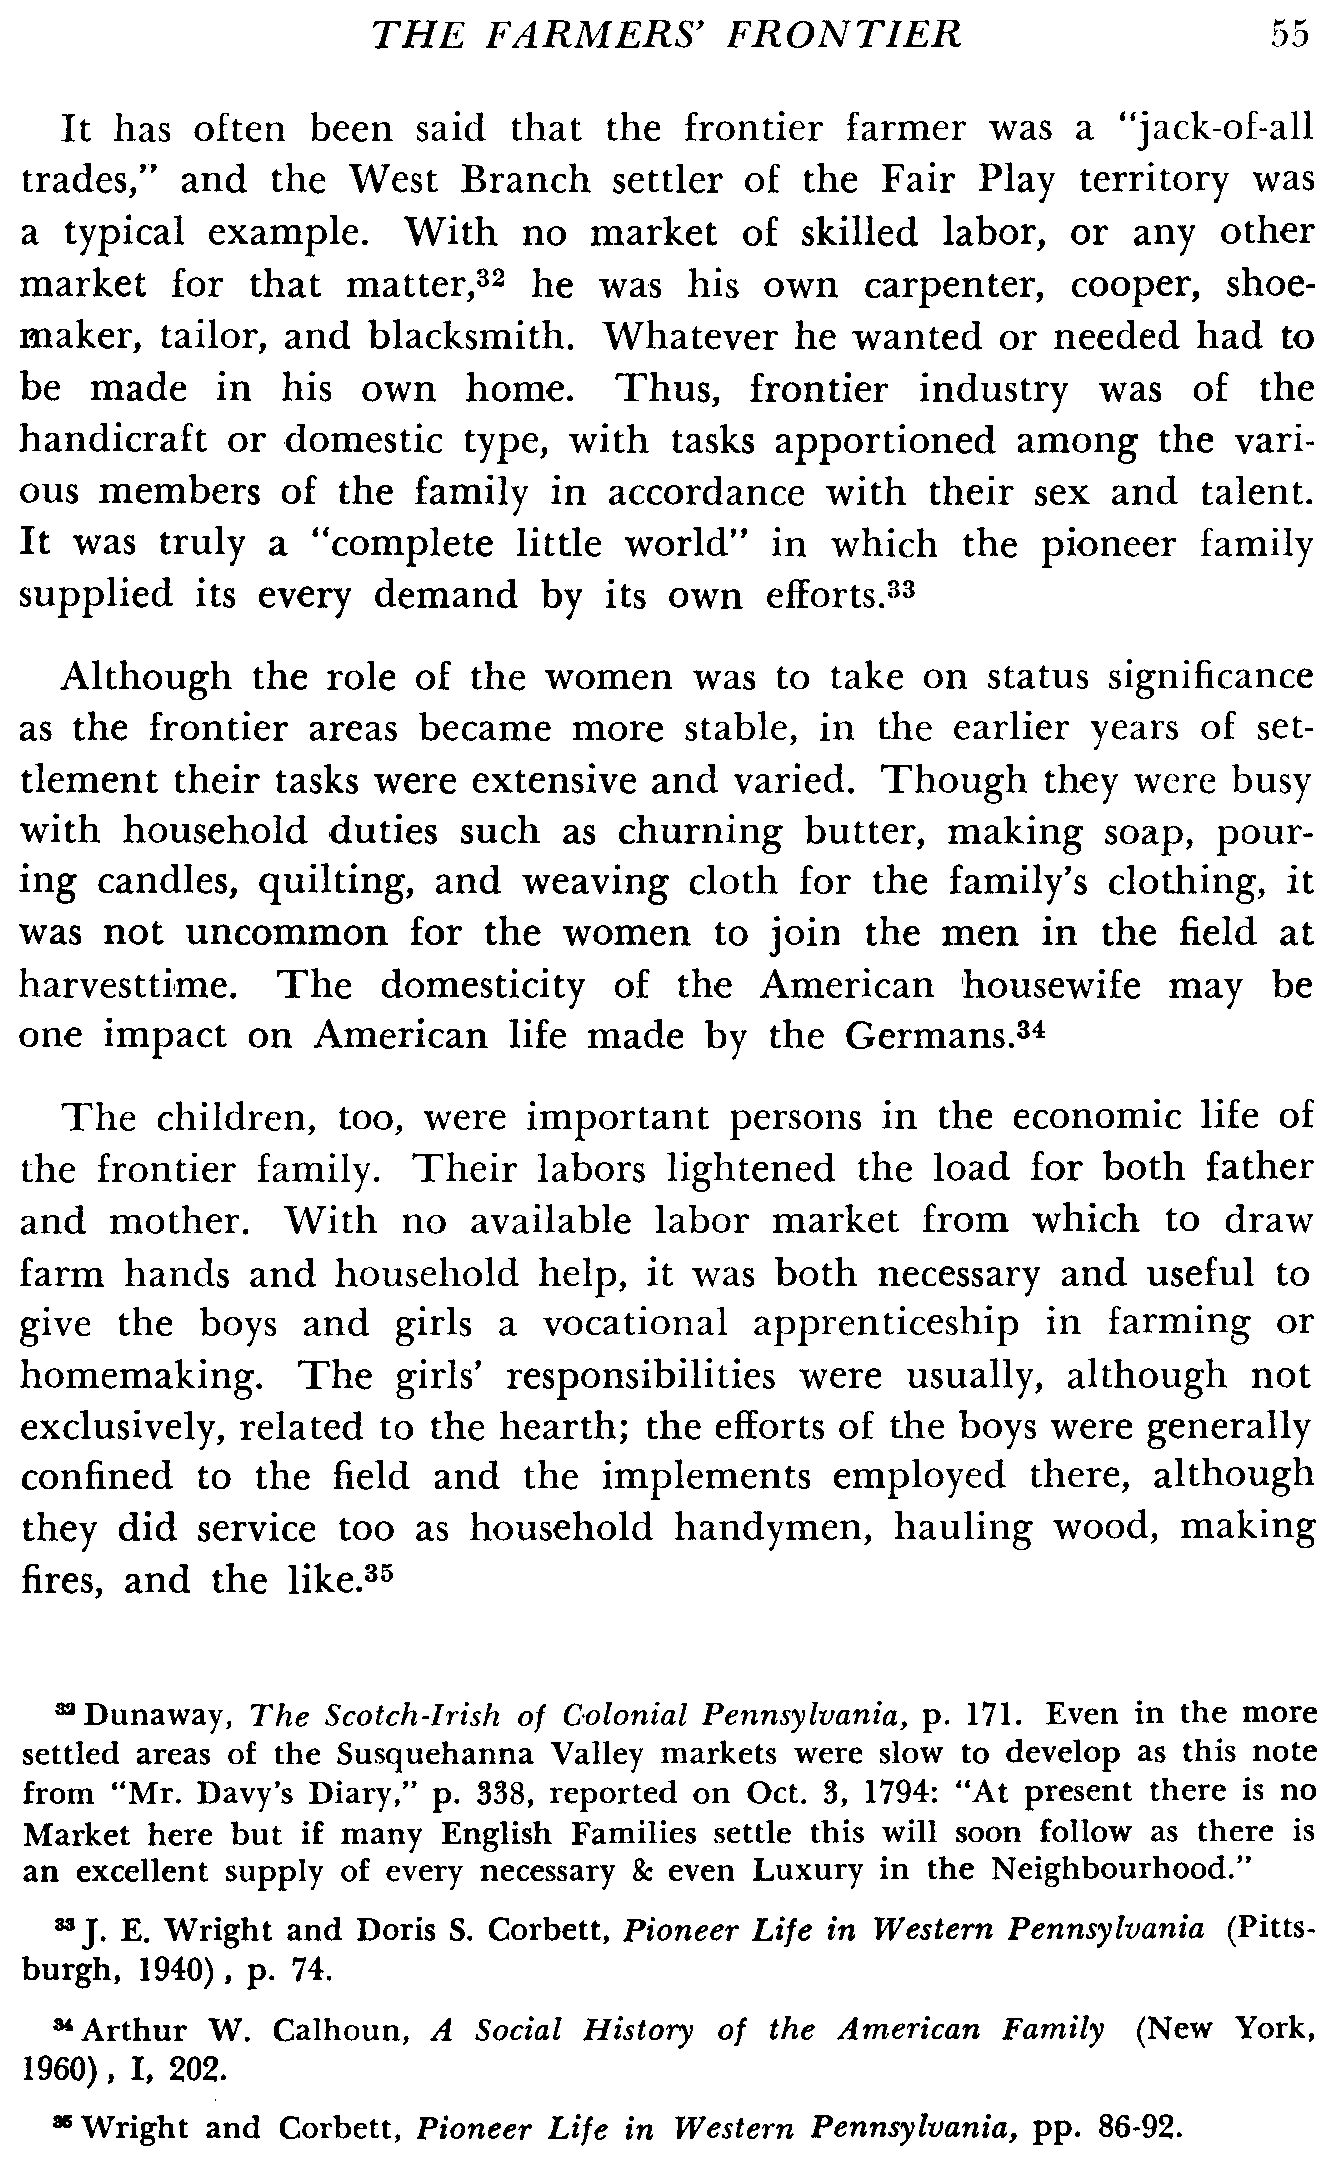 THE FARMERS' FRONTIER 55
It has often been said that the frontier farmer was a "jack-of-all
trades," and the West Branch settler of the Fair Play territory was
a typical example. With no market of skilled labor, or any other
market for that matter,³² he was his own carpenter, cooper, shoe-
maker, tailor, and blacksmith. Whatever he wanted or needed had to
be made in his own home. Thus, frontier industry was of the
handicraft or domestic type, with tasks apportioned among the vari-
ous members of the family in accordance with their sex and talent.
It was truly a "complete little world" in which the pioneer family
supplied its every demand by its own efforts.³³
Although the role of the women was to take on status significance
as the frontier areas became more stable, in the earlier years of set-
tlement their tasks were extensive and varied. Though they were busy
with household duties such as churning butter, making soap, pour-
ing candles, quilting, and weaving cloth for the family's clothing, it
was not uncommon for the women to join the men in the field at
harvesttime. The domesticity of the American housewife may be
one impact on American life made by the Germans.³⁴
The children, too, were important persons in the economic life of
the frontier family. Their labors lightened the load for both father
and mother. With no available labor market from which to draw
farm hands and household help, it was both necessary and useful to
give the boys and girls a vocational apprenticeship in farming or
homemaking. The girls' responsibilities were usually, although not
exclusively, related to the hearth; the efforts of the boys were generally
confined to the field and the implements employed there, although
they did service too as household handymen, hauling wood, making
fires, and the like.³⁵
³² Dunaway, The Scotch-Irish of Colonial Pennsylvania, p. 171. Even in the more
settled areas of the Susquehanna Valley markets were slow to develop as this note
from "Mr. Davy's Diary," p. 338, reported on Oct. 3, 1794: "At present there is no
Market here but if many English Families settle this will soon follow as there is
an excellent supply of every necessary & even Luxury in the Neighbourhood."
³³ J. E. Wright and Doris S. Corbett, Pioneer Life in Western Pennsylvania (Pitts-
burgh, 1940), p. 74.
³⁴ Arthur W. Calhoun, A Social History of the American Family (New York,
1960), I, 202.
³⁵ Wright and Corbett, Pioneer Life in Western Pennsylvania, pp. 86-92.